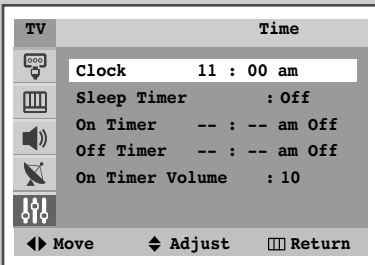 TV Time
Clock 11 : 00 am
Sleep Timer : Off
On Timer -- : -- am Off
Off Timer -- : -- am Off
On Timer Volume : 10
Move Adjust Return